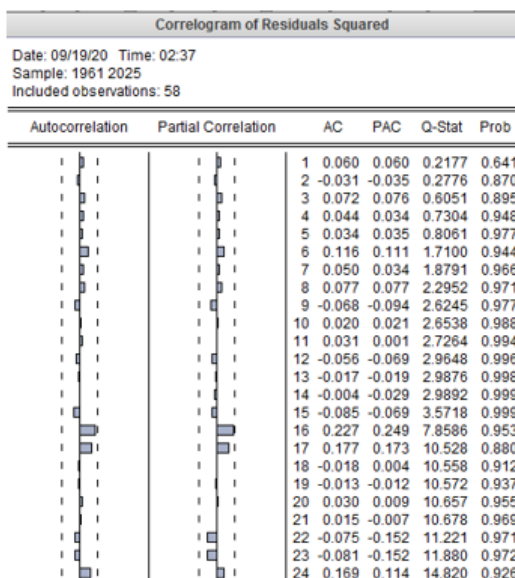 Correlogram of Residuals Squared
Date: 09/19/20 Time: 02:37
Sample: 1961 2025
Included observations: 58
Autocorrelation Partial Correlation AC PAC Q-Stat Prob
1 0.060 0.060 0.2177 0.641
2 -0.031 -0.035 0.2776 0.870
3 0.072 0.076 0.6051 0.895
4 0.044 0.034 0.7304 0.948
5 0.034 0.035 0.8061 0.977
6 0.116 0.111 1.7100 0.944
7 0.050 0.034 1.8791 0.966
8 0.077 0.077 2.2952 0.971
9 -0.068 -0.094 2.6245 0.977
10 0.020 0.021 2.6538 0.988
11 0.031 0.001 2.7264 0.994
12 -0.056 -0.069 2.9648 0.996
13 -0.017 -0.019 2.9876 0.998
14 -0.004 -0.029 2.9892 0.999
15 -0.085 -0.069 3.5718 0.999
16 0.227 0.249 7.8586 0.953
17 0.177 0.173 10.528 0.880
18 -0.018 0.004 10.558 0.912
19 -0.013 -0.012 10.572 0.937
20 0.030 0.009 10.657 0.955
21 0.015 -0.007 10.678 0.969
22 -0.075 -0.152 11.221 0.971
23 -0.081 -0.152 11.880 0.972
24 0.169 0.114 14.820 0.926